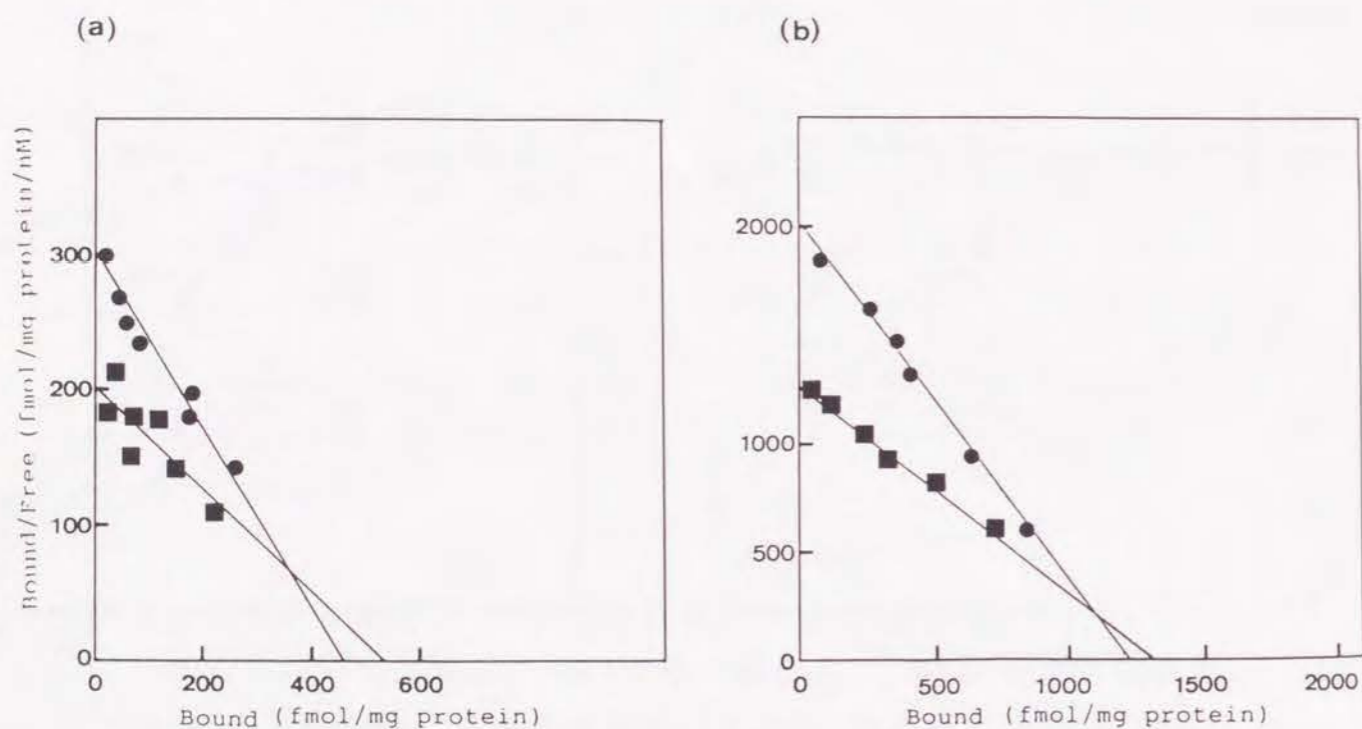 (a)
(b)
Bound/Free (fmol/mg protein/nM)
300
200
100
0
0 200 400 600
Bound (fmol/mg protein)
2000
1000
500
0
0 500 1000 1500 2000
Bound (fmol/mg protein)